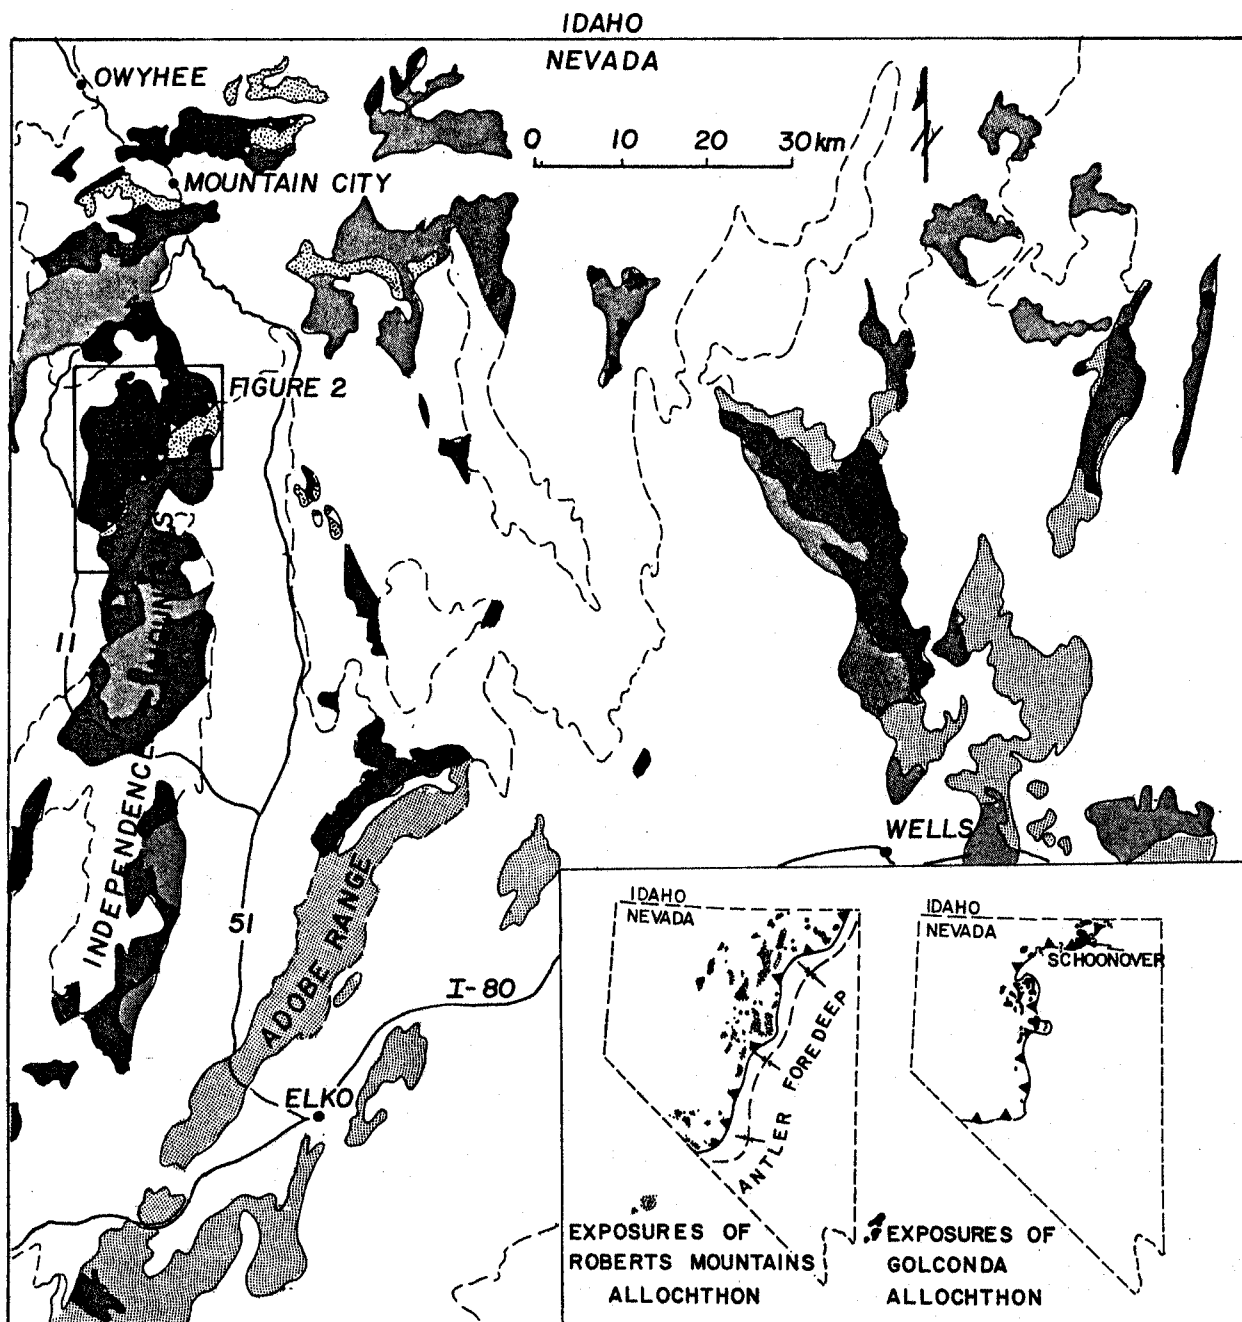 IDAHO
NEVADA
OWYHEE
0 10 20 30 km
MOUNTAIN CITY
FIGURE 2
11
INDEPENDENCE MOUNTAINS
51
ADOBE RANGE
I-80
ELKO
WELLS
IDAHO
NEVADA
ANTLER FOREDEEP
EXPOSURES OF
ROBERTS MOUNTAINS
ALLOCHTHON
IDAHO
NEVADA
SCHOONOVER
EXPOSURES OF
GOLCONDA
ALLOCHTHON